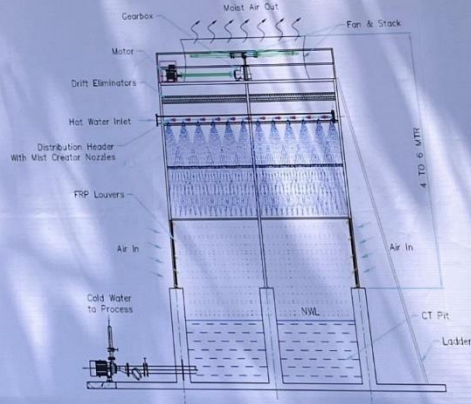 Moist Air Out
Gearbox
Fan & Stack
Motor
Drift Eliminators
Hot Water Inlet
Distribution Header
With Mist Creator Nozzles
4 TO 6 MTR
FRP Louvers
Air In
Air In
Cold Water
to Process
NWL
CT Pit
Ladder